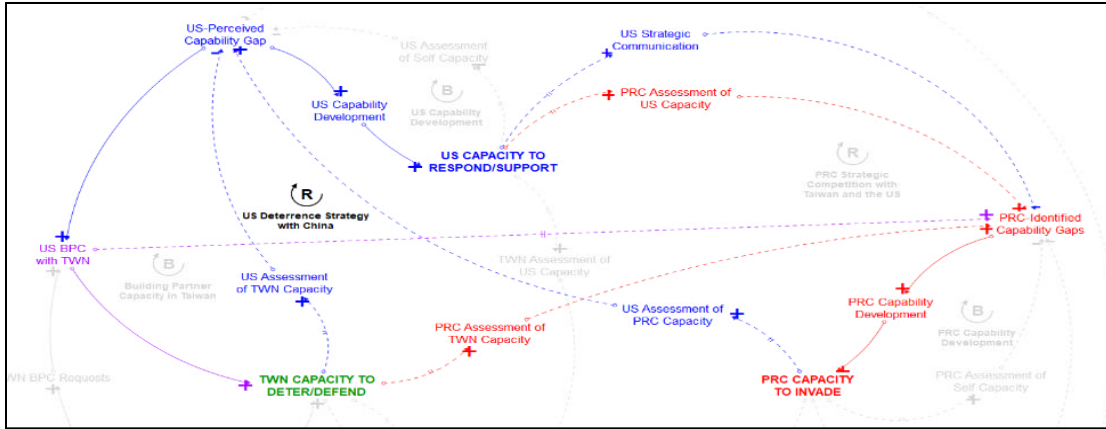 US-Perceived
Capability Gap
US Assessment
of Self Capacity
US Strategic
Communication
B
US Capability
Development
US Capability
Development
PRC Assessment of
US Capacity
US CAPACITY TO
RESPOND/SUPPORT
R
PRC Strategic
Competition with
Taiwan and the US
R
US Deterrence Strategy
with China
PRC-Identified
Capability Gaps
US BPC
with TWN
B
Building Partner
Capacity in Taiwan
TWN Assessment of
US Capacity
US Assessment
of TWN Capacity
PRC Assessment of
TWN Capacity
US Assessment of
PRC Capacity
PRC Capability
Development
B
PRC Capability
Development
WN BPC Requests
TWN CAPACITY TO
DETER/DEFEND
PRC CAPACITY
TO INVADE
PRC Assessment of
Self Capacity